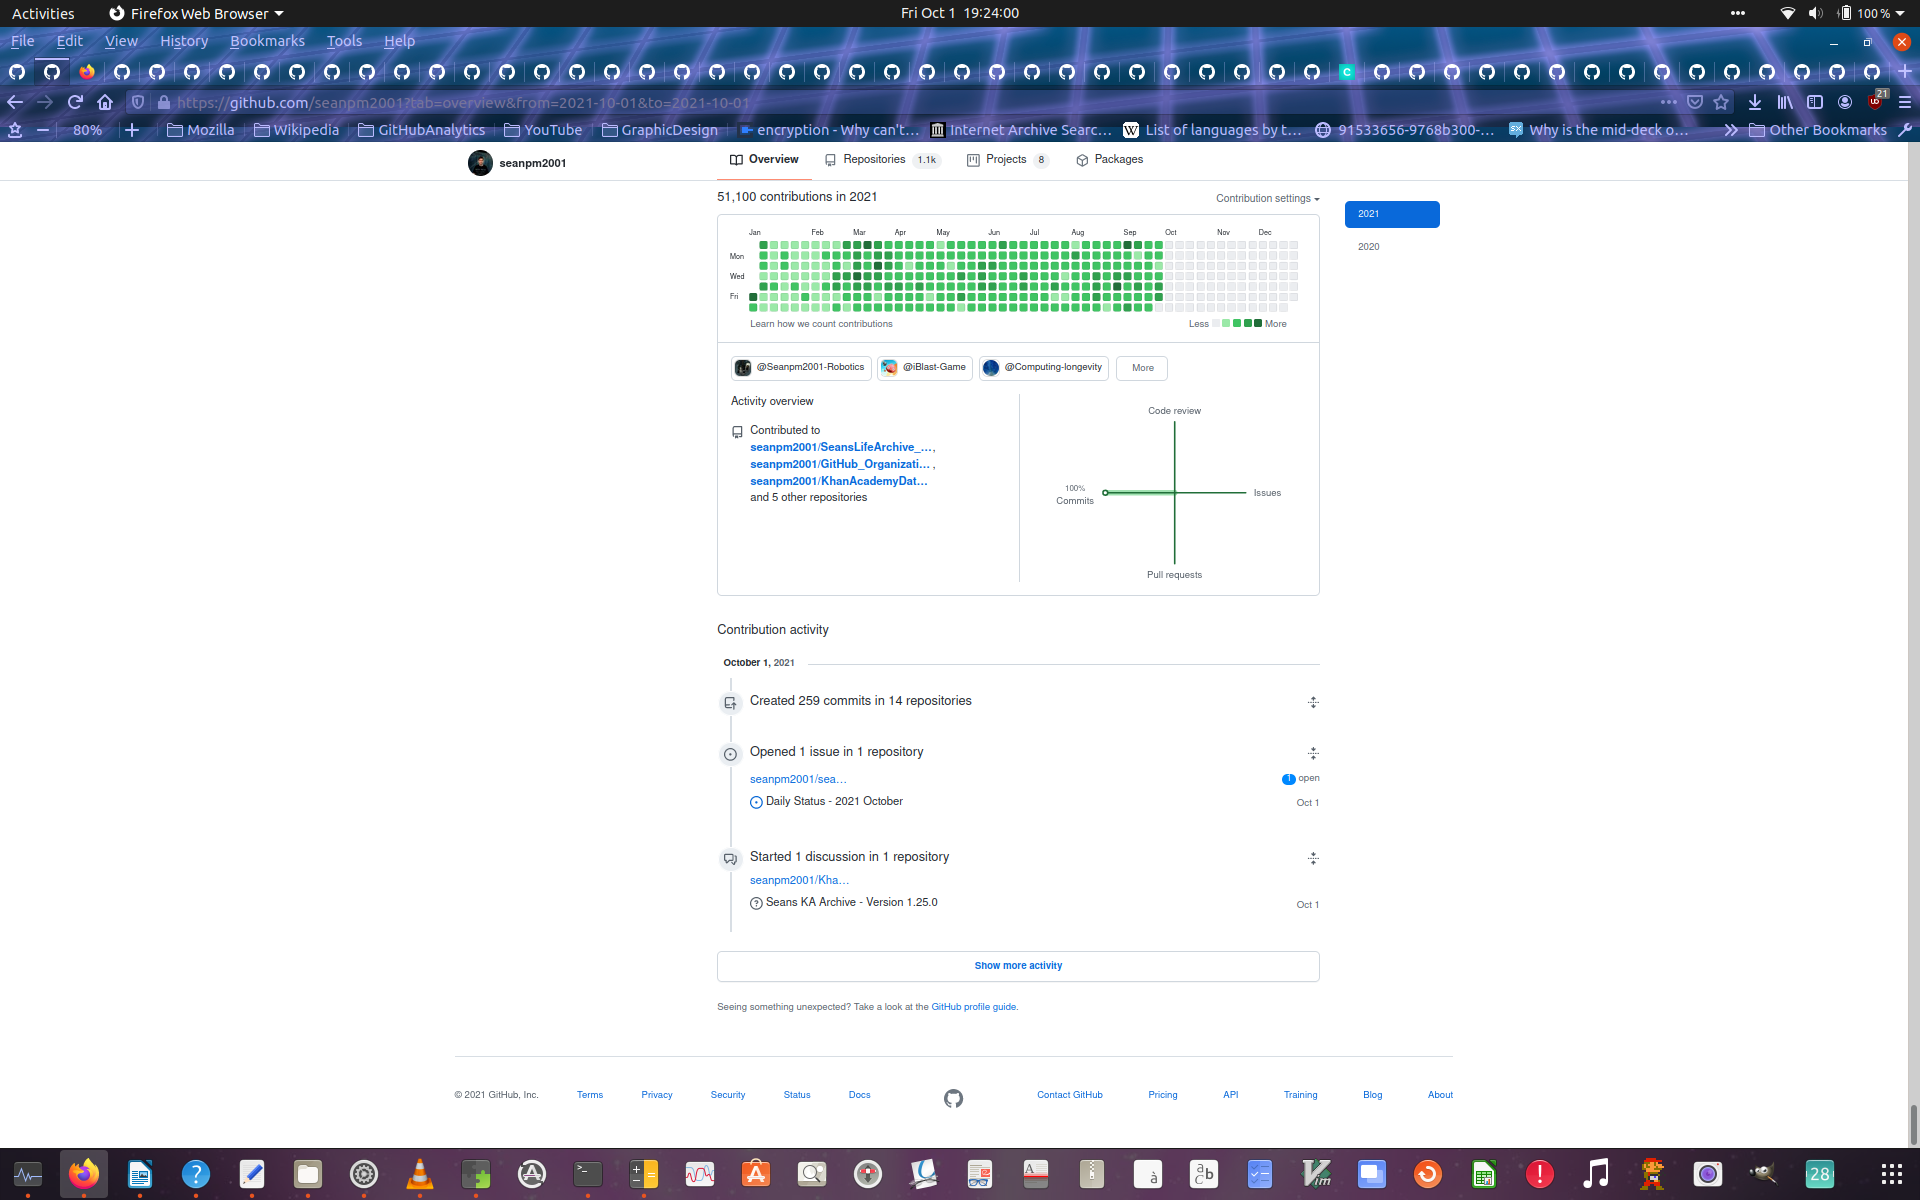 Activities
Firefox Web Browser
Fri Oct 1 19:24:00
100 %
File Edit View History Bookmarks Tools Help
https://github.com/seanpm2001?tab=overview&from=2021-10-01&to=2021-10-01
21
80%
Mozilla
Wikipedia
GitHubAnalytics
YouTube
GraphicDesign
encryption - Why can't…
Internet Archive Searc…
List of languages by t…
91533656-9768b300-…
Why is the mid-deck o…
Other Bookmarks
seanpm2001
Overview
Repositories 1.1k
Projects 8
Packages
51,100 contributions in 2021
Contribution settings
2021
2020
Jan Feb Mar Apr May Jun Jul Aug Sep Oct Nov Dec
Mon
Wed
Fri
Learn how we count contributions
Less More
@Seanpm2001-Robotics
@iBlast-Game
@Computing-longevity
More
Activity overview
Contributed to
seanpm2001/SeansLifeArchive_…,
seanpm2001/GitHub_Organizati… ,
seanpm2001/KhanAcademyDat…
and 5 other repositories
Code review
100%
Commits
Issues
Pull requests
Contribution activity
October 1, 2021
Created 259 commits in 14 repositories
Opened 1 issue in 1 repository
seanpm2001/sea…
1 open
Daily Status - 2021 October
Oct 1
Started 1 discussion in 1 repository
seanpm2001/Kha…
Seans KA Archive - Version 1.25.0
Oct 1
Show more activity
Seeing something unexpected? Take a look at the GitHub profile guide.
© 2021 GitHub, Inc. Terms Privacy Security Status Docs Contact GitHub Pricing API Training Blog About
28